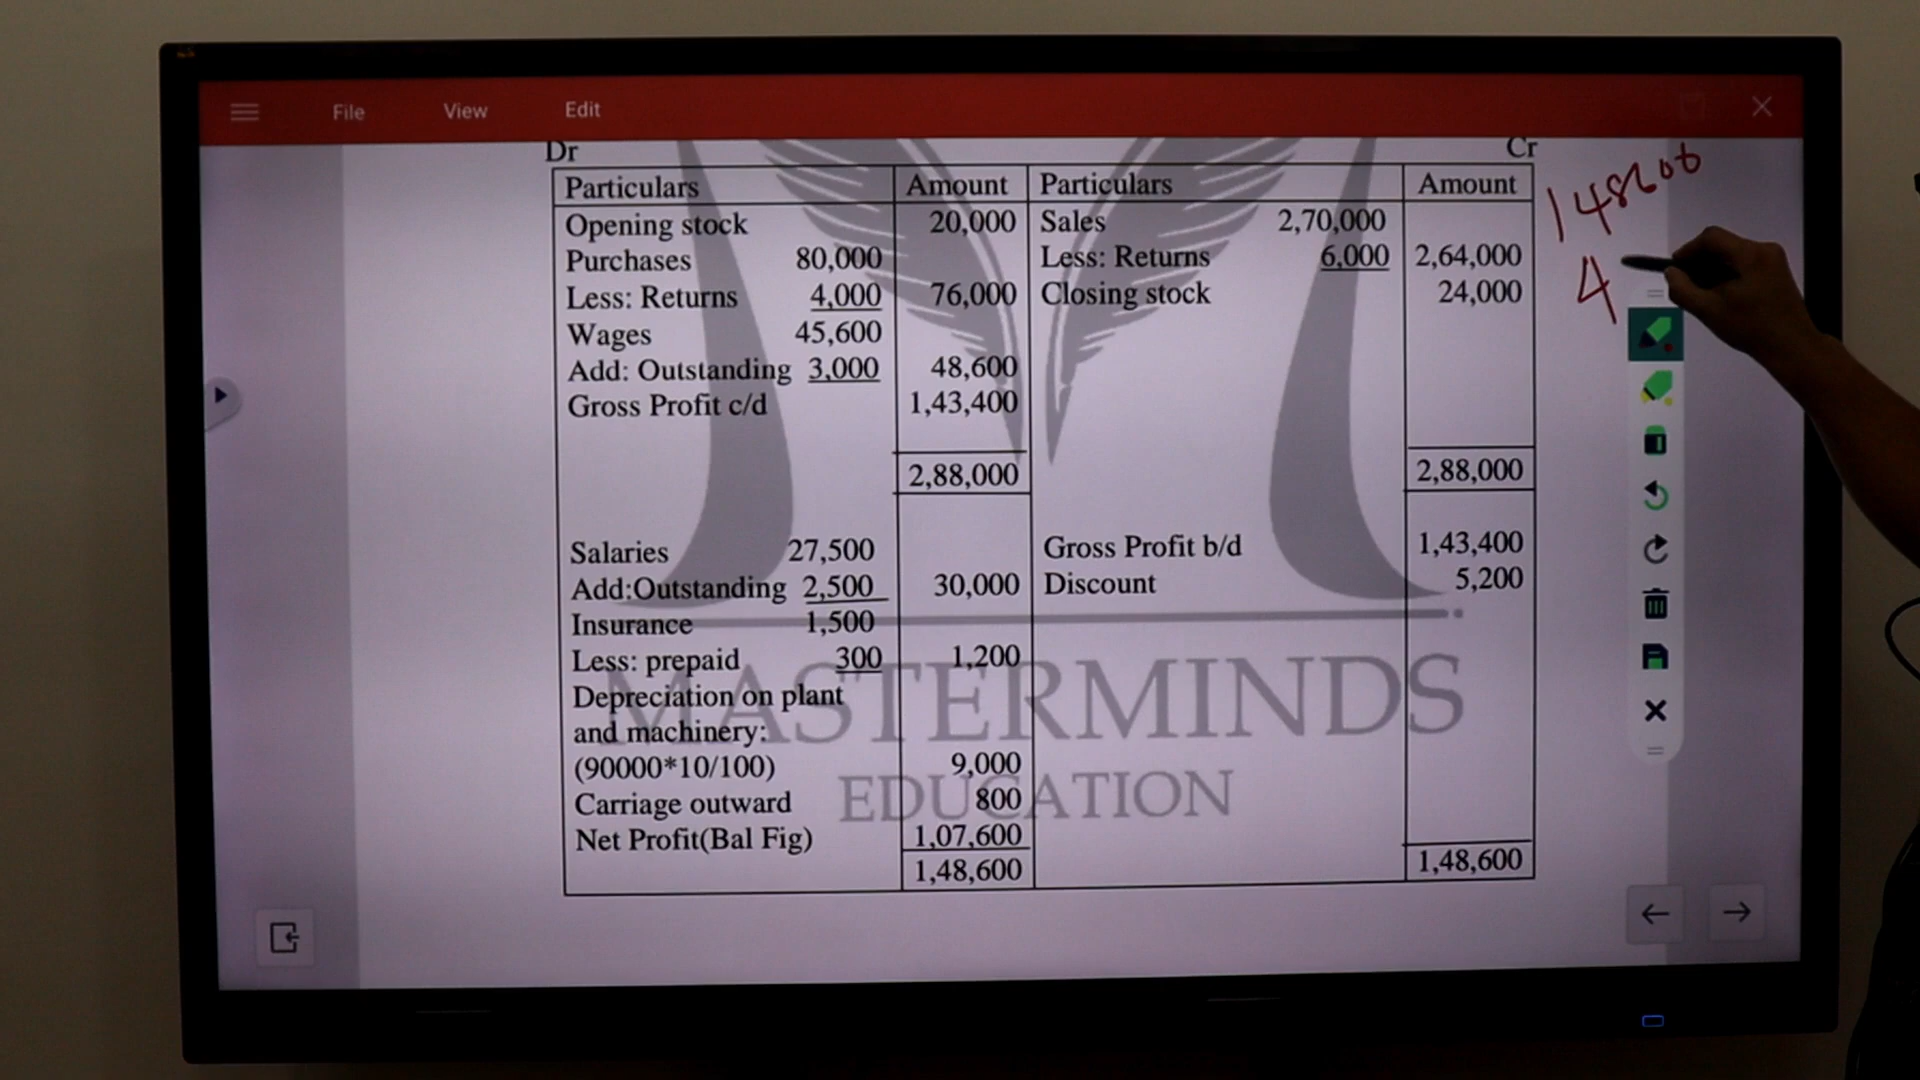 File View Edit
Dr Cr
Particulars Amount Particulars Amount
Opening stock 20,000 Sales 2,70,000
Purchases 80,000 Less: Returns 6,000 2,64,000
Less: Returns 4,000 76,000 Closing stock 24,000
Wages 45,600
Add: Outstanding 3,000 48,600
Gross Profit c/d 1,43,400
2,88,000 2,88,000
Salaries 27,500 Gross Profit b/d 1,43,400
Add:Outstanding 2,500 30,000 Discount 5,200
Insurance 1,500
Less: prepaid 300 1,200
Depreciation on plant
and machinery:
(90000*10/100) 9,000
Carriage outward 800
Net Profit(Bal Fig) 1,07,600
1,48,600 1,48,600
148600
4
MASTERMINDS
EDUCATION